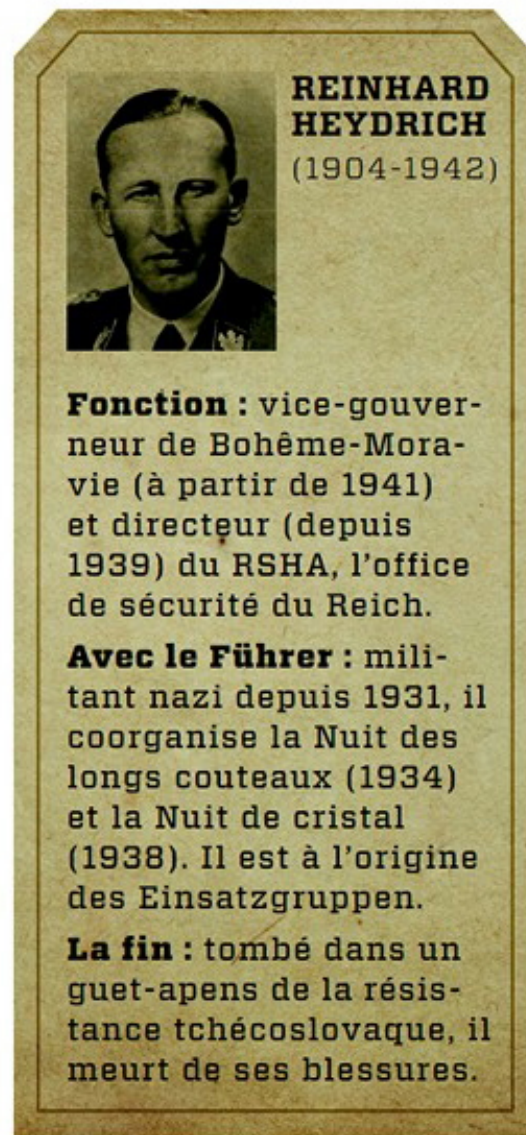 REINHARD
HEYDRICH
(1904-1942)
Fonction : vice-gouver-
neur de Bohême-Mora-
vie (à partir de 1941)
et directeur (depuis
1939) du RSHA, l'office
de sécurité du Reich.
Avec le Führer : mili-
tant nazi depuis 1931, il
coorganise la Nuit des
longs couteaux (1934)
et la Nuit de cristal
(1938). Il est à l'origine
des Einsatzgruppen.
La fin : tombé dans un
guet-apens de la résis-
tance tchécoslovaque, il
meurt de ses blessures.